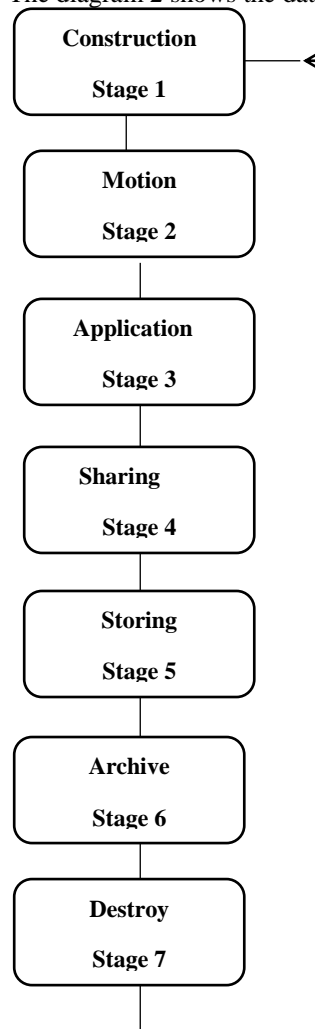 The diagram 2 shows the dat
Construction
Stage 1
Motion
Stage 2
Application
Stage 3
Sharing
Stage 4
Storing
Stage 5
Archive
Stage 6
Destroy
Stage 7